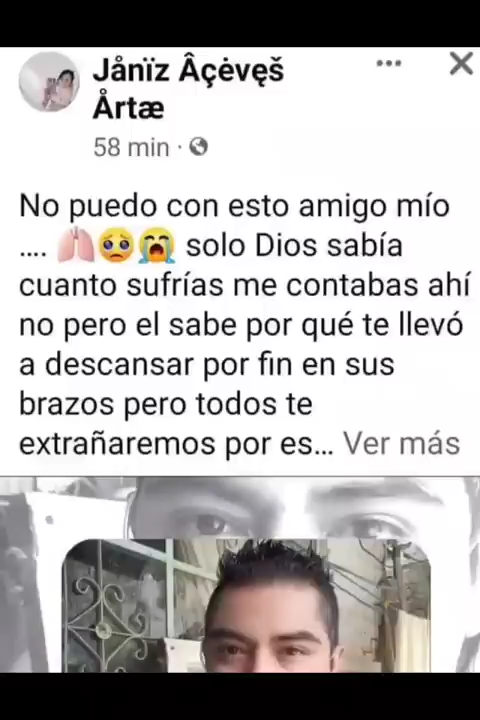 Jånïz Âçėvęš
Årtæ
58 min ·
No puedo con esto amigo mío
.... 🫁🥺😭 solo Dios sabía
cuanto sufrías me contabas ahí
no pero el sabe por qué te llevó
a descansar por fin en sus
brazos pero todos te
extrañaremos por es... Ver más